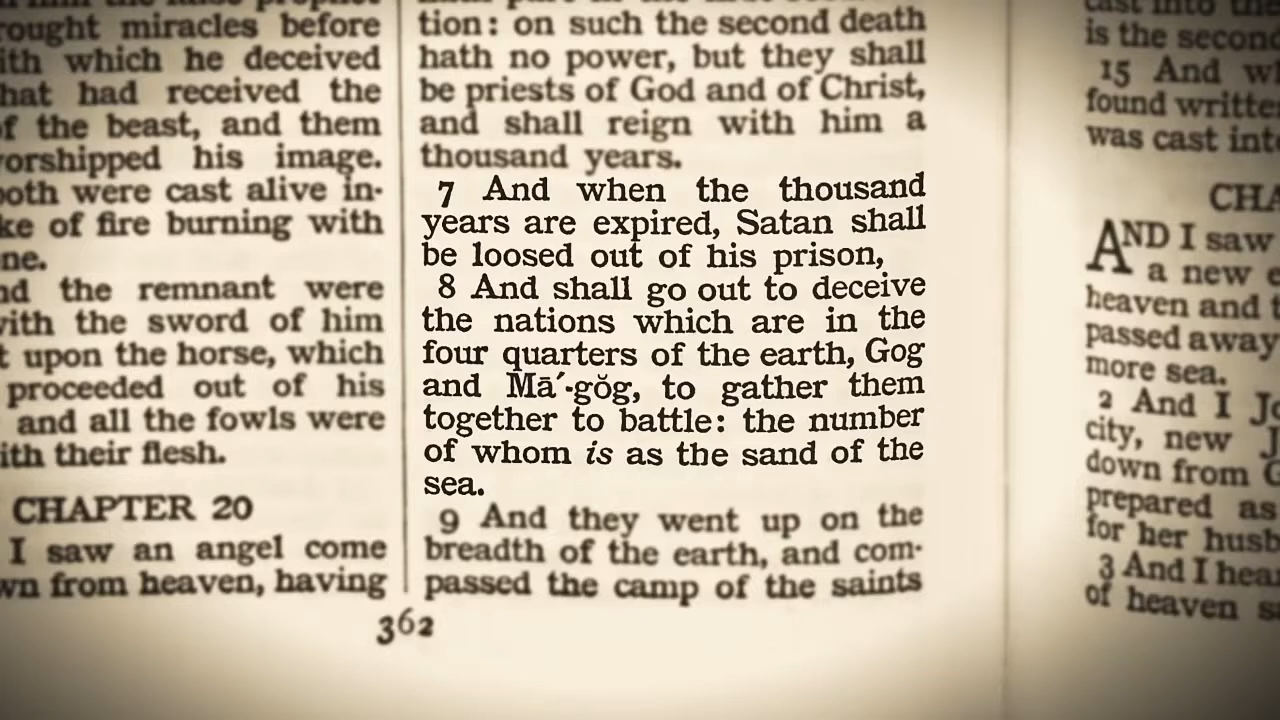 rought miracles before
ith which he deceived
hat had received the
of the beast, and them
orshipped his image.
both were cast alive in-
ke of fire burning with
ne.
nd the remnant were
ith the sword of him
t upon the horse, which
proceeded out of his
and all the fowls were
ith their flesh.
CHAPTER 20
I saw an angel come
wn from heaven, having
tion: on such the second death
hath no power, but they shall
be priests of God and of Christ,
and shall reign with him a
thousand years.
7 And when the thousand
years are expired, Satan shall
be loosed out of his prison,
8 And shall go out to deceive
the nations which are in the
four quarters of the earth, Gog
and Mā´-gŏg, to gather them
together to battle: the number
of whom is as the sand of the
sea.
9 And they went up on the
breadth of the earth, and com-
passed the camp of the saints
362
cast into the
is the second
15 And wh
found written
was cast into
CHA
AND I saw
a new e
heaven and t
passed away
more sea.
2 And I Jo
city, new J
down from G
prepared as
for her husb
3 And I hear
of heaven sa